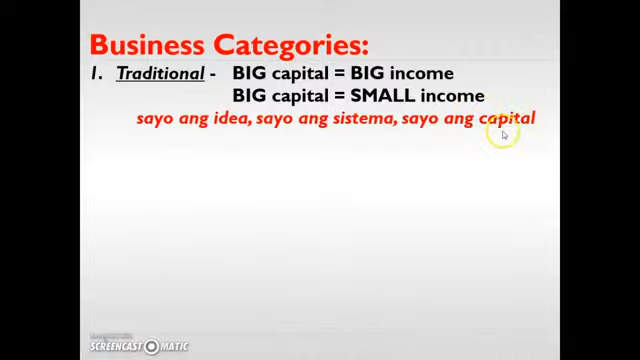 Business Categories:
1. Traditional - BIG capital = BIG income
BIG capital = SMALL income
sayo ang idea, sayo ang sistema, sayo ang capital
SCREENCAST MATIC